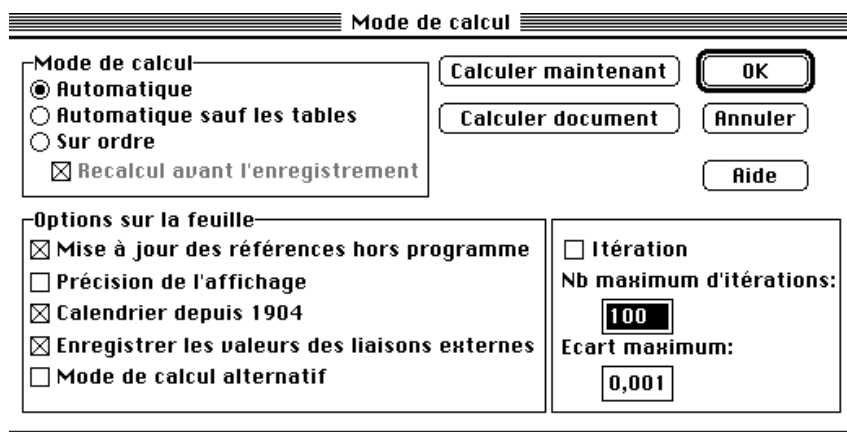 Mode de calcul
Mode de calcul
Automatique
Automatique sauf les tables
Sur ordre
Recalcul avant l'enregistrement
Calculer maintenant
OK
Calculer document
Annuler
Aide
Options sur la feuille
Mise à jour des références hors programme
Précision de l'affichage
Calendrier depuis 1904
Enregistrer les valeurs des liaisons externes
Mode de calcul alternatif
Itération
Nb maximum d'itérations:
100
Ecart maximum:
0,001